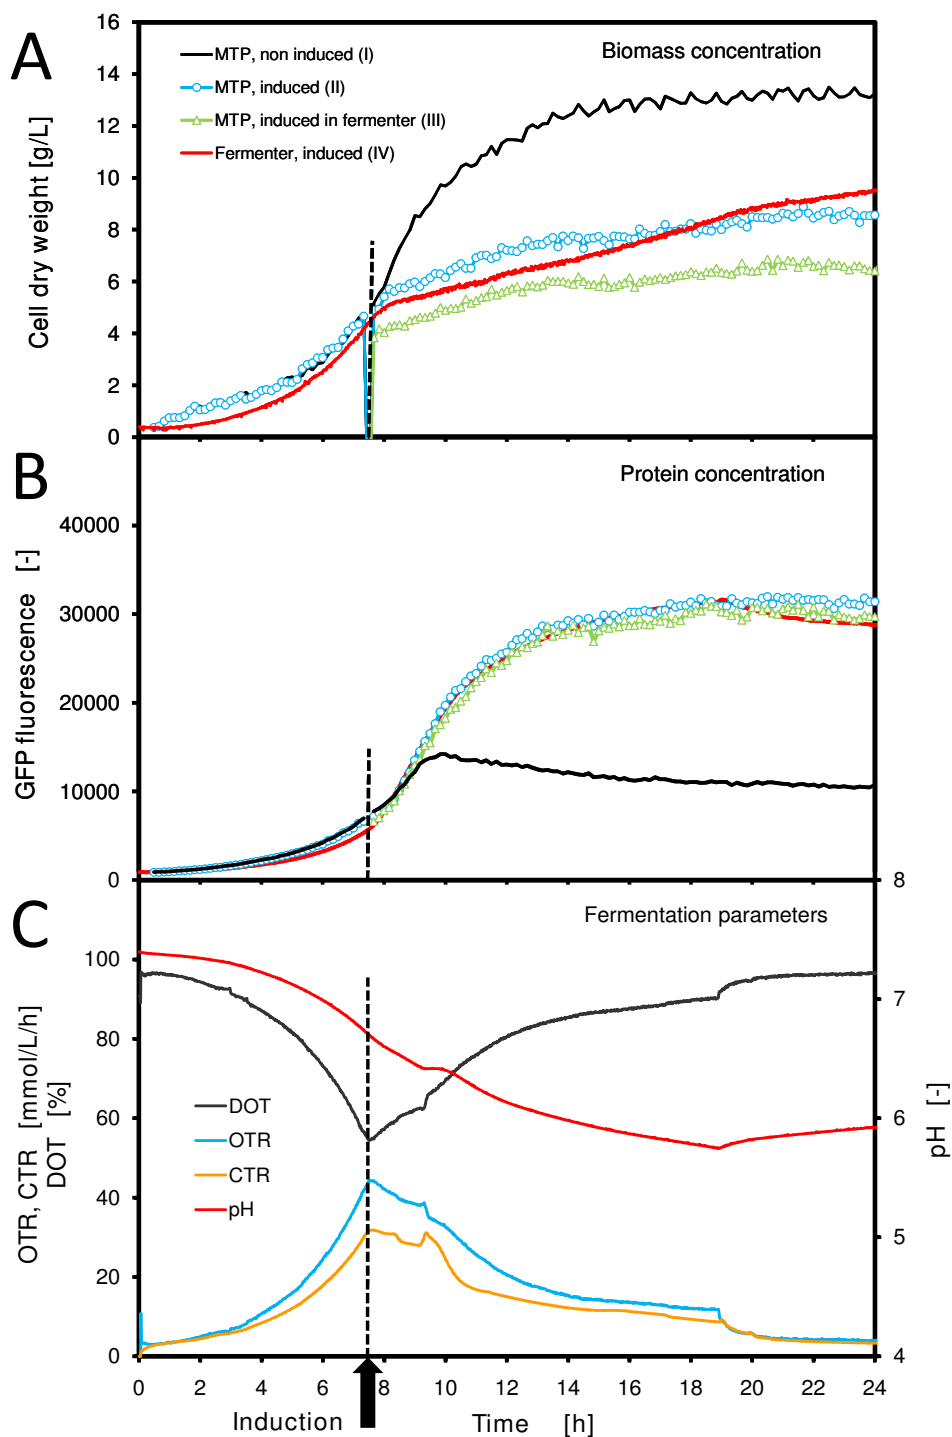 A
Biomass concentration
MTP, non induced (I)
MTP, induced (II)
MTP, induced in fermenter (III)
Fermenter, induced (IV)
Cell dry weight [g/L]
16
14
12
10
8
6
4
2
0
B
Protein concentration
GFP fluorescence [-]
40000
30000
20000
10000
0
C
Fermentation parameters
OTR, CTR [mmol/L/h]
DOT [%]
100
80
60
40
20
0
DOT
OTR
CTR
pH
8
7
6
5
4
pH [-]
0 2 4 6 8 10 12 14 16 18 20 22 24
Induction Time [h]